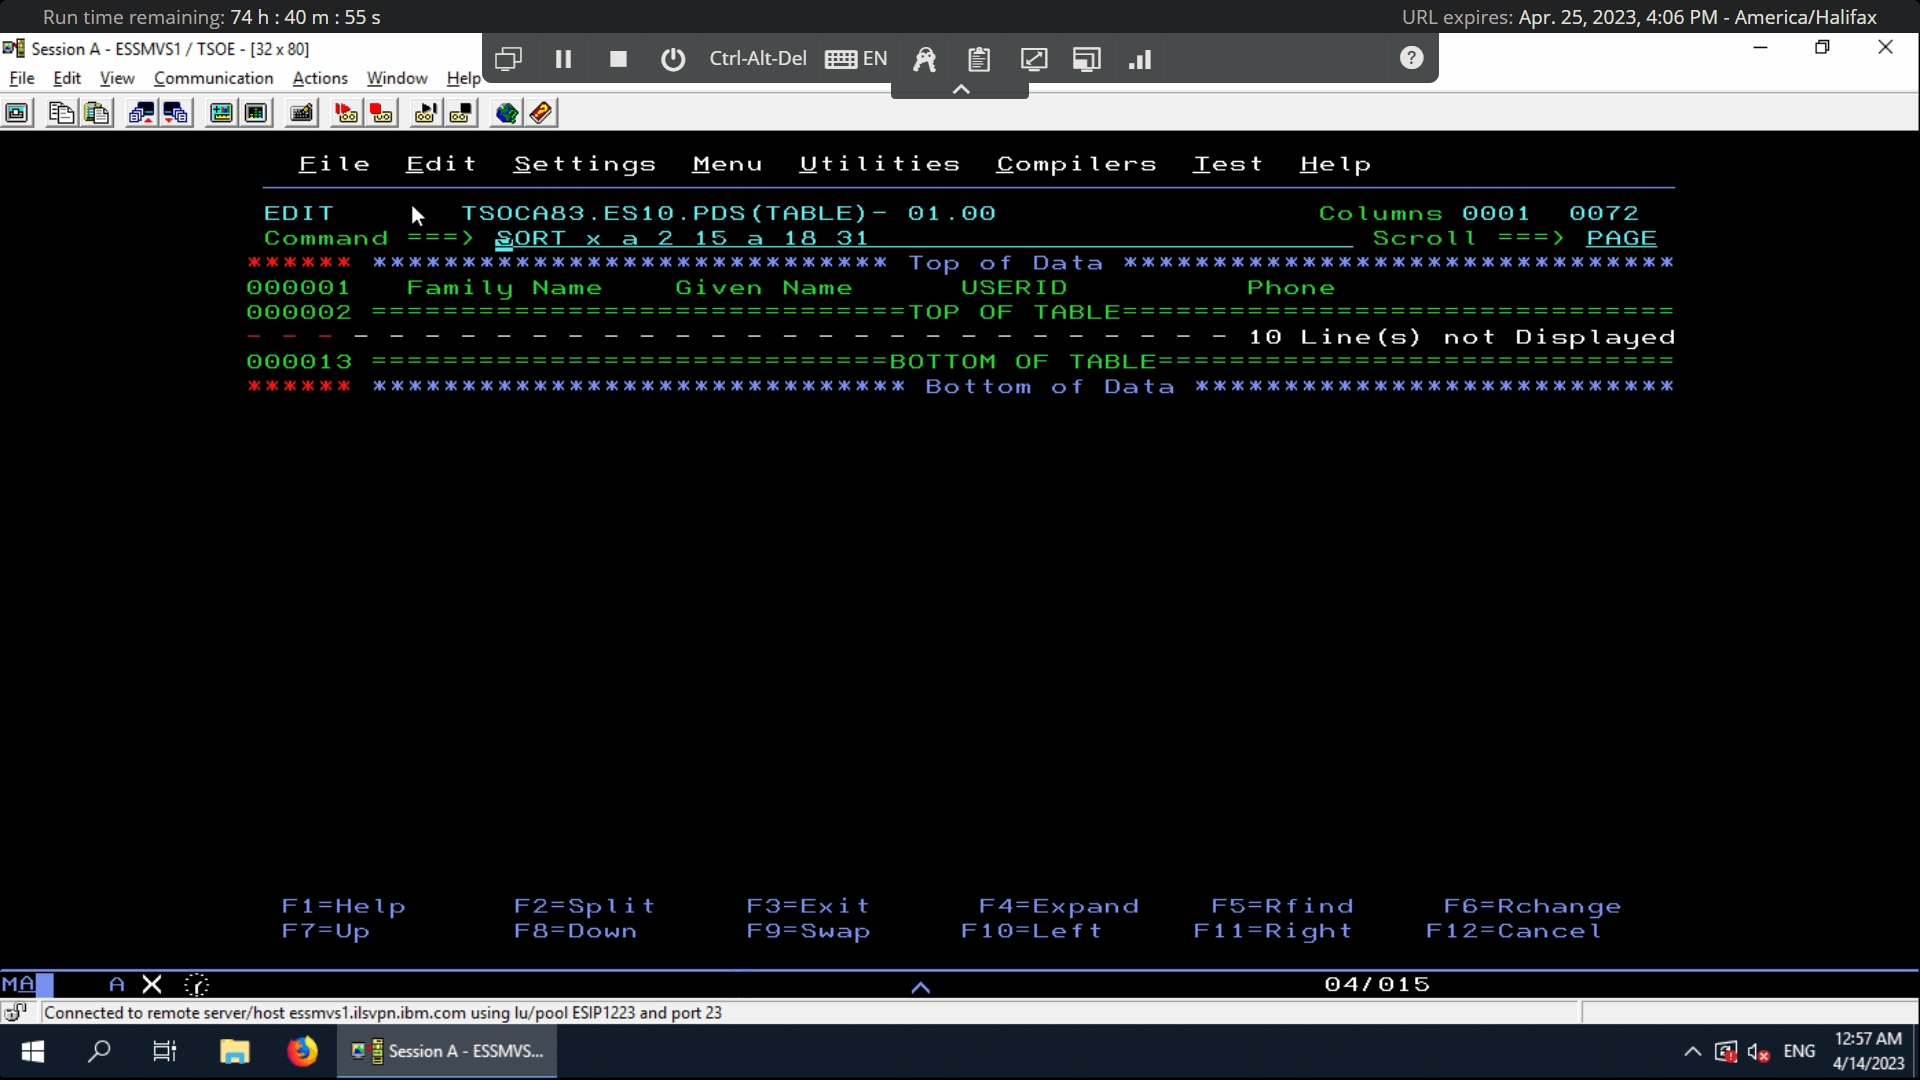 Run time remaining: 74 h : 40 m : 55 s
URL expires: Apr. 25, 2023, 4:06 PM - America/Halifax
Session A - ESSMVS1 / TSOE - [32 x 80]
Ctrl-Alt-Del EN
File Edit View Communication Actions Window Help
File Edit Settings Menu Utilities Compilers Test Help
EDIT TSOCA83.ES10.PDS(TABLE) - 01.00 Columns 0001 0072
Command ===> SORT x a 2 15 a 18 31 Scroll ===> PAGE
****** ***************************** Top of Data *******************************
000001 Family Name Given Name USERID Phone
000002 ==============================TOP OF TABLE===============================
- - - - - - - - - - - - - - - - - - - - - - - - - - - - 10 Line(s) not Displayed
000013 =============================BOTTOM OF TABLE=============================
****** ****************************** Bottom of Data ***************************
F1=Help F2=Split F3=Exit F4=Expand F5=Rfind F6=Rchange
F7=Up F8=Down F9=Swap F10=Left F11=Right F12=Cancel
MA A X 04/015
Connected to remote server/host essmvs1.ilsvpn.ibm.com using lu/pool ESIP1223 and port 23
Session A - ESSMVS...
ENG
12:57 AM
4/14/2023